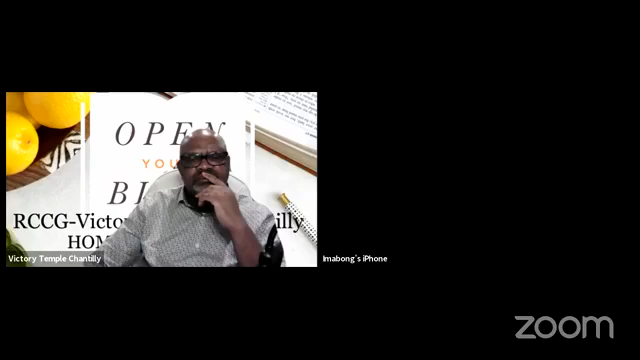 OPEN
YOU
BI
RCCG-Victo illy
HOM
Victory Temple Chantilly
Imabong's iPhone
zoom